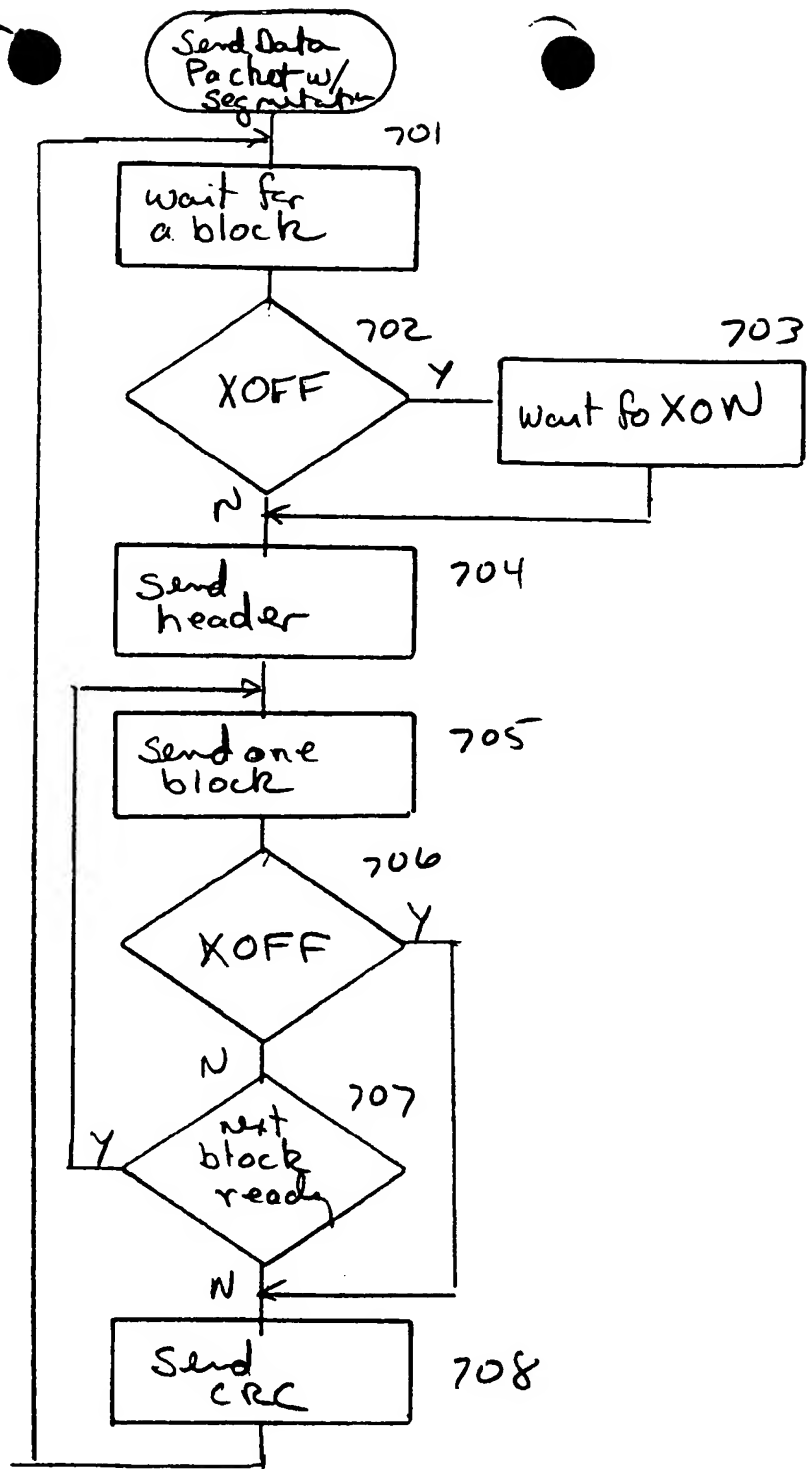 Send Data
Packet w/
701
wait for
a block
702
XOFF
Y
703
wait fo XON
N
704
Send
header
705
Send one
block
706
XOFF
Y
N
707
next
block
ready
Y
N
Send
CRC
708